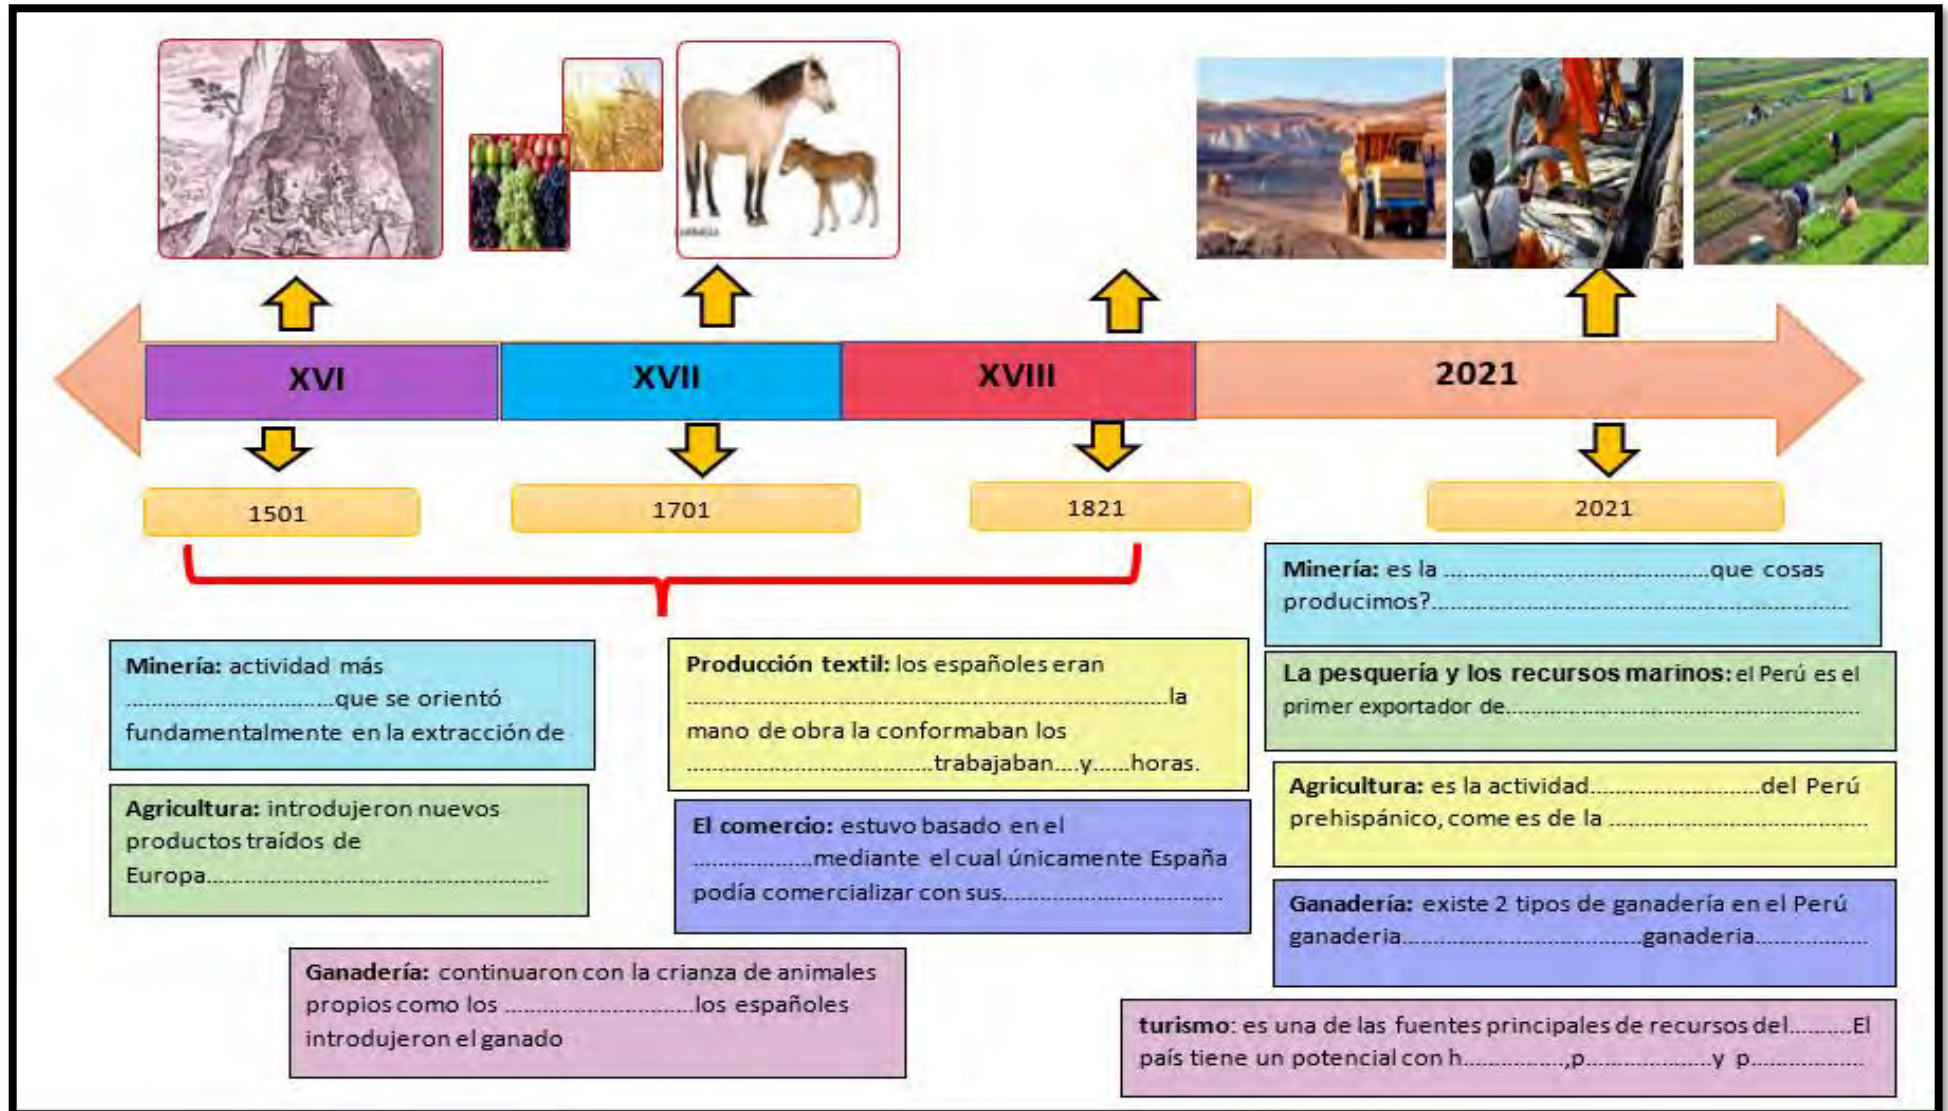 XVI
XVII
XVIII
2021
1501
1701
1821
2021
Minería: actividad más
..................................que se orientó
fundamentalmente en la extracción de
Agricultura: introdujeron nuevos
productos traídos de
Europa........................................................
Ganadería: continuaron con la crianza de animales
propios como los ...............................los españoles
introdujeron el ganado
Producción textil: los españoles eran
...............................................................................la
mano de obra la conformaban los
........................................trabajaban....y......horas.
El comercio: estuvo basado en el
....................mediante el cual únicamente España
podía comercializar con sus....................................
Minería: es la ...........................................que cosas
producimos?....................................................................
La pesquería y los recursos marinos: el Perú es el
primer exportador de..........................................................
Agricultura: es la actividad............................del Perú
prehispánico, come es de la ..........................................
Ganadería: existe 2 tipos de ganadería en el Perú
ganaderia.......................................ganaderia...................
turismo: es una de las fuentes principales de recursos del..........El
país tiene un potencial con h................,p.....................y p...................